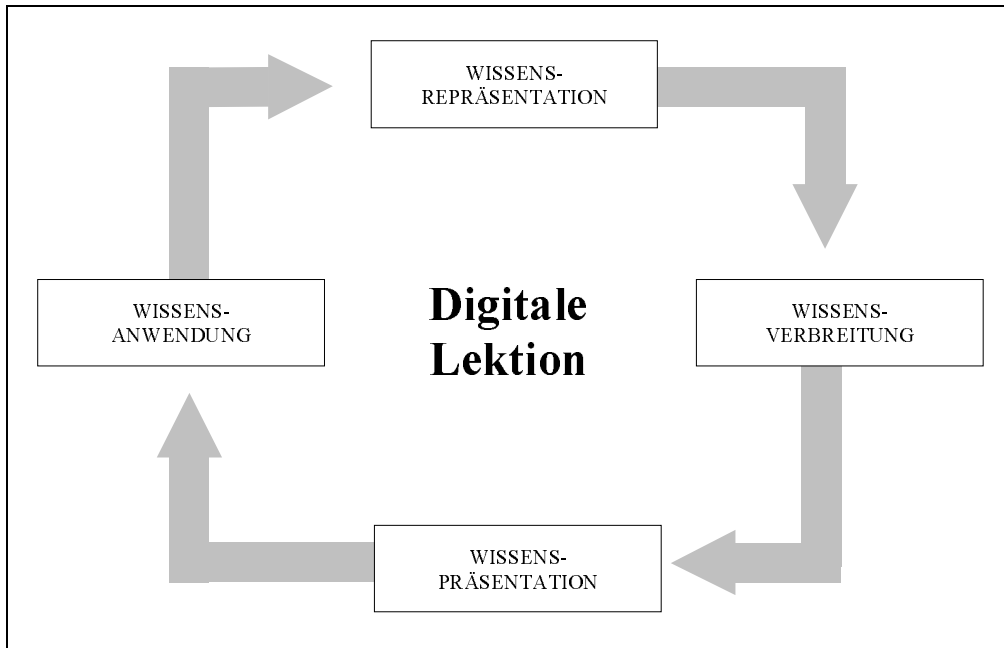 WISSENS-
REPRÄSENTATION
WISSENS-
ANWENDUNG
Digitale
Lektion
WISSENS-
VERBREITUNG
WISSENS-
PRÄSENTATION